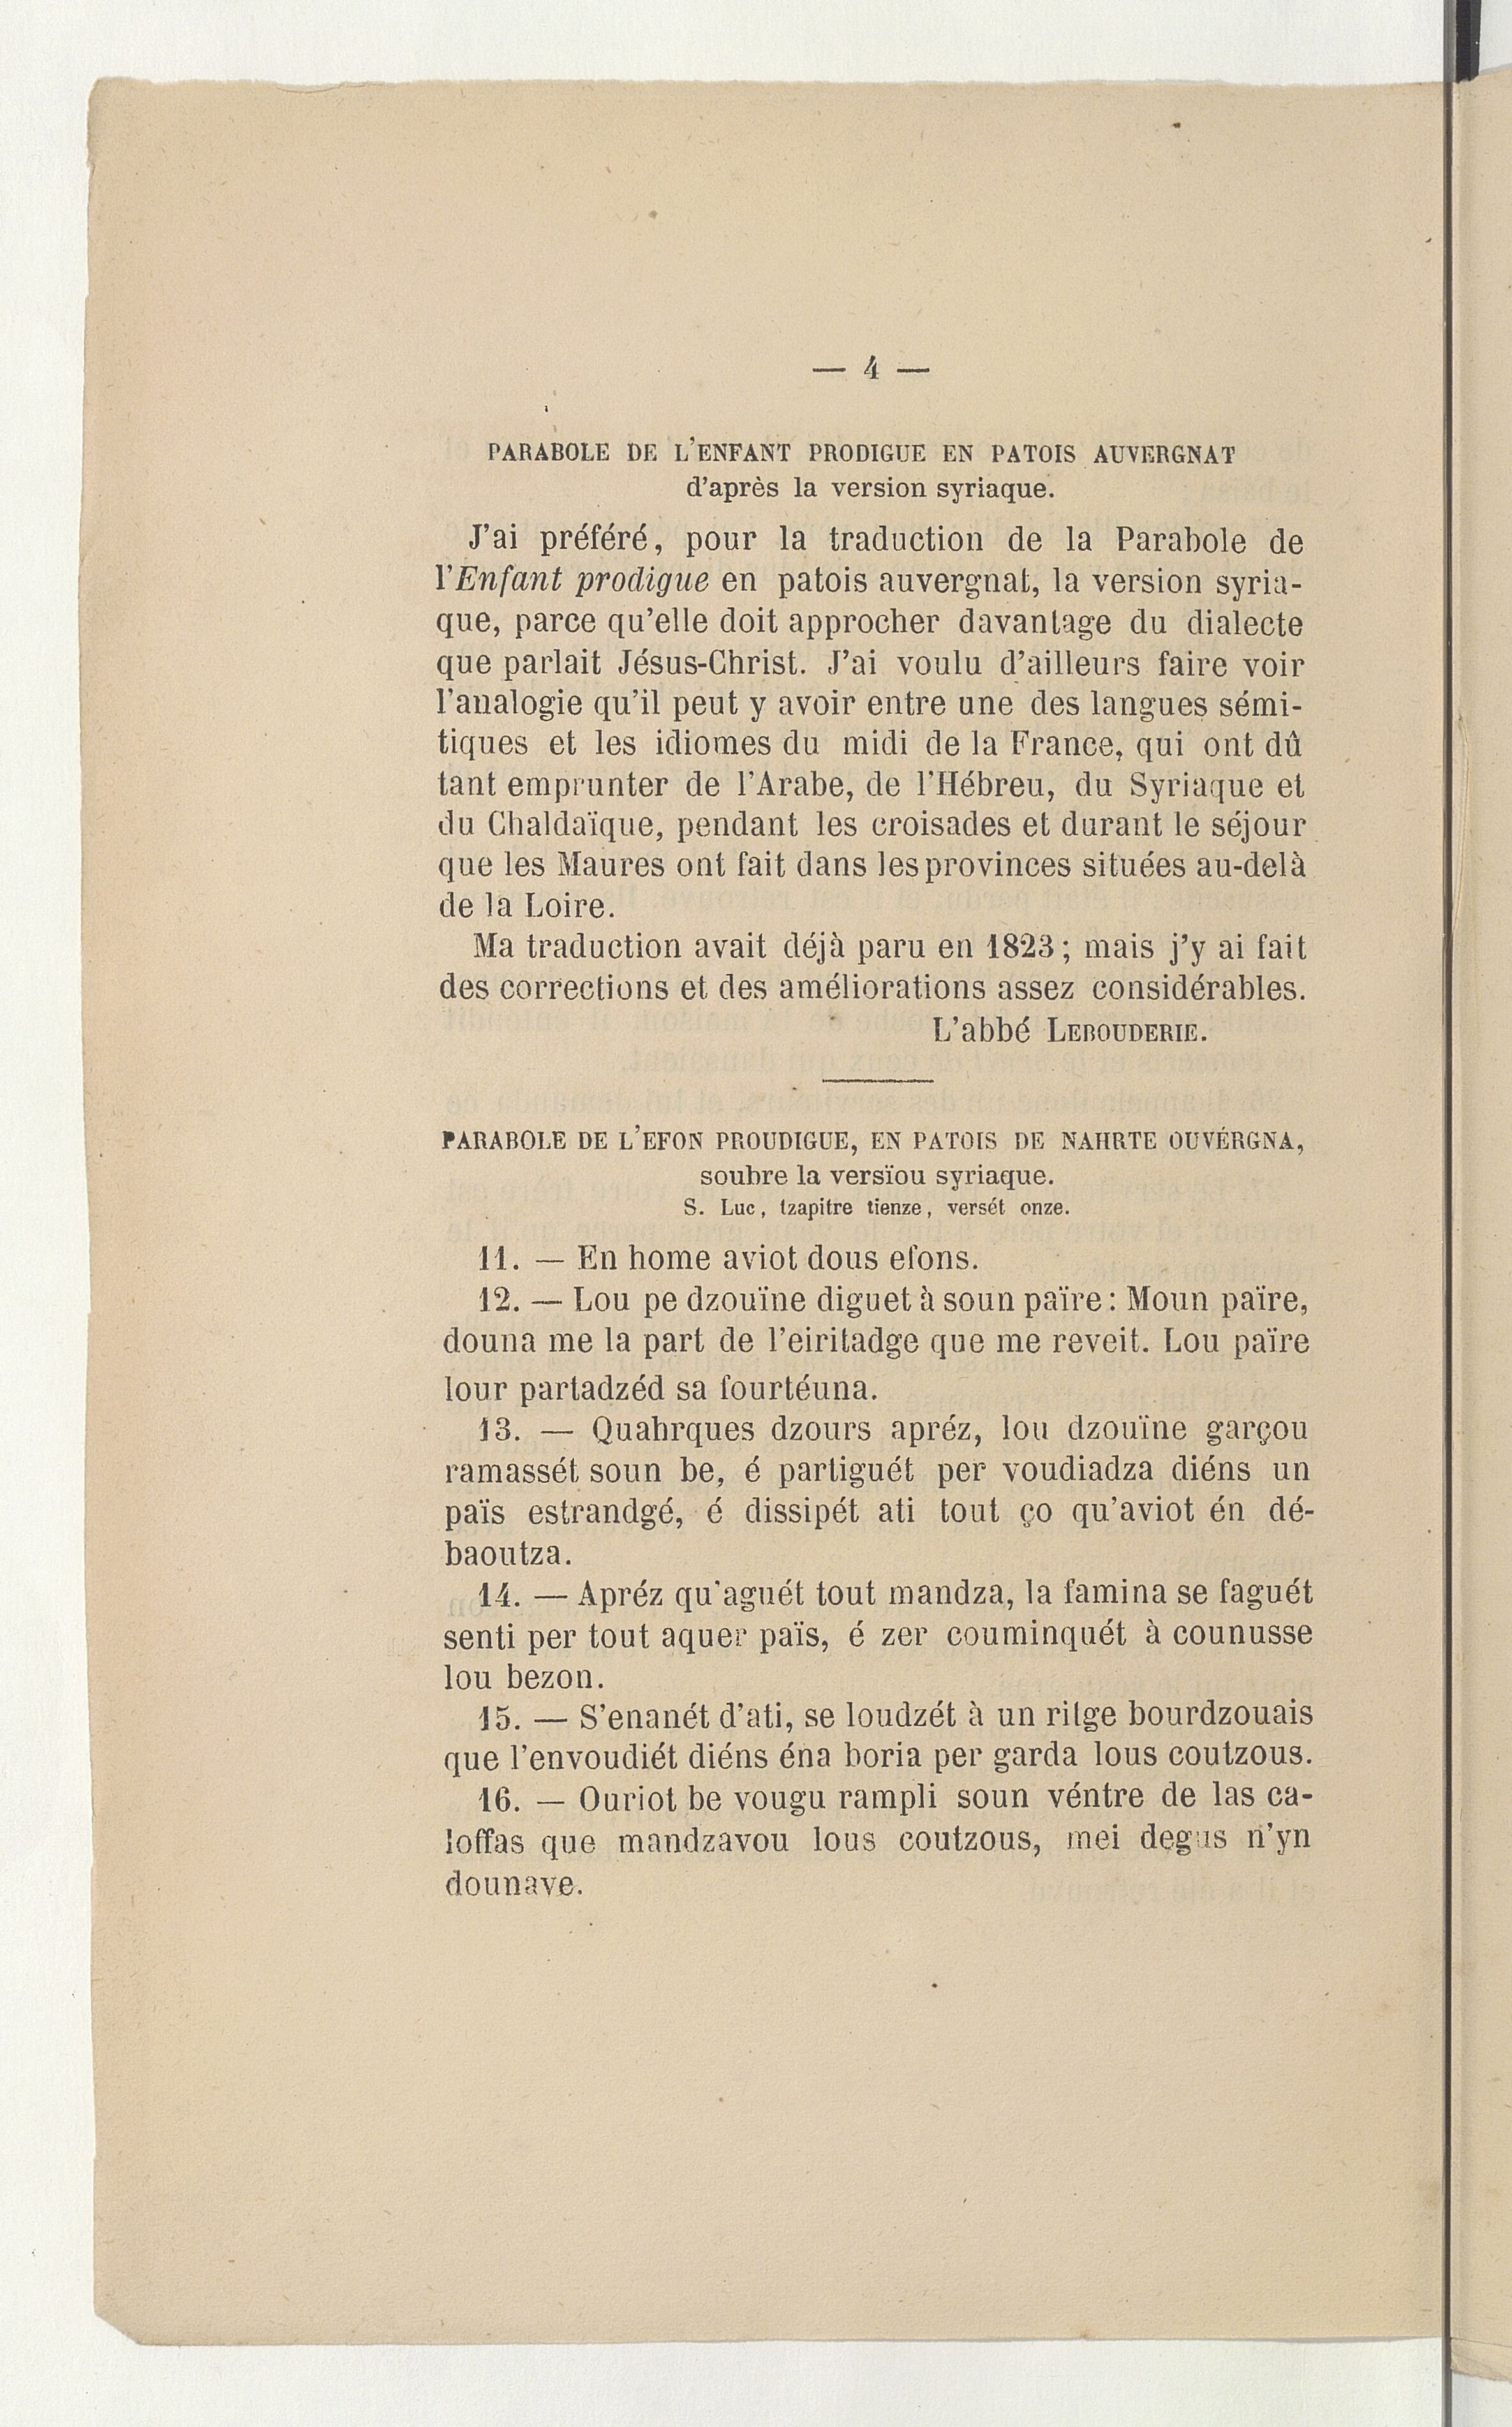 — 4 —
PARABOLE DE L'ENFANT PRODIGUE EN PATOIS AUVERGNAT
d'après la version syriaque.
J'ai préféré, pour la traduction de la Parabole de
l'Enfant prodigue en patois auvergnat, la version syria-
que, parce qu'elle doit approcher davantage du dialecte
que parlait Jésus-Christ. J'ai voulu d'ailleurs faire voir
l'analogie qu'il peut y avoir entre une des langues sémi-
tiques et les idiomes du midi de la France, qui ont dû
tant emprunter de l'Arabe, de l'Hébreu, du Syriaque et
du Chaldaïque, pendant les croisades et durant le séjour
que les Maures ont fait dans les provinces situées au-delà
de la Loire.
Ma traduction avait déjà paru en 1823; mais j'y ai fait
des corrections et des améliorations assez considérables.
L'abbé LEBOUDERIE.
PARABOLE DE L'EFON PROUDIGUE, EN PATOIS DE NAHRTE OUVÉRGNA,
soubre la versïou syriaque.
S. Luc, tzapitre tienze, versét onze.
11. — En home aviot dous efons.
12. — Lou pe dzouïne diguet à soun païre: Moun païre,
douna me la part de l'eiritadge que me reveit. Lou païre
lour partadzéd sa fourtéuna.
13. — Quahrques dzours apréz, lou dzouïne garçou
ramassét soun be, é partiguét per voudiadza diéns un
païs estrandgé, é dissipét ati tout ço qu'aviot én dé-
baoutza.
14. — Apréz qu'aguét tout mandza, la famina se faguét
senti per tout aquer païs, é zer couminquét à counusse
lou bezon.
15. — S'enanét d'ati, se loudzét à un ritge bourdzouais
que l'envoudiét diéns éna boria per garda lous coutzous.
16. — Ouriot be vougu rampli soun véntre de las ca-
loffas que mandzavou lous coutzous, mei degus n'yn
dounave.